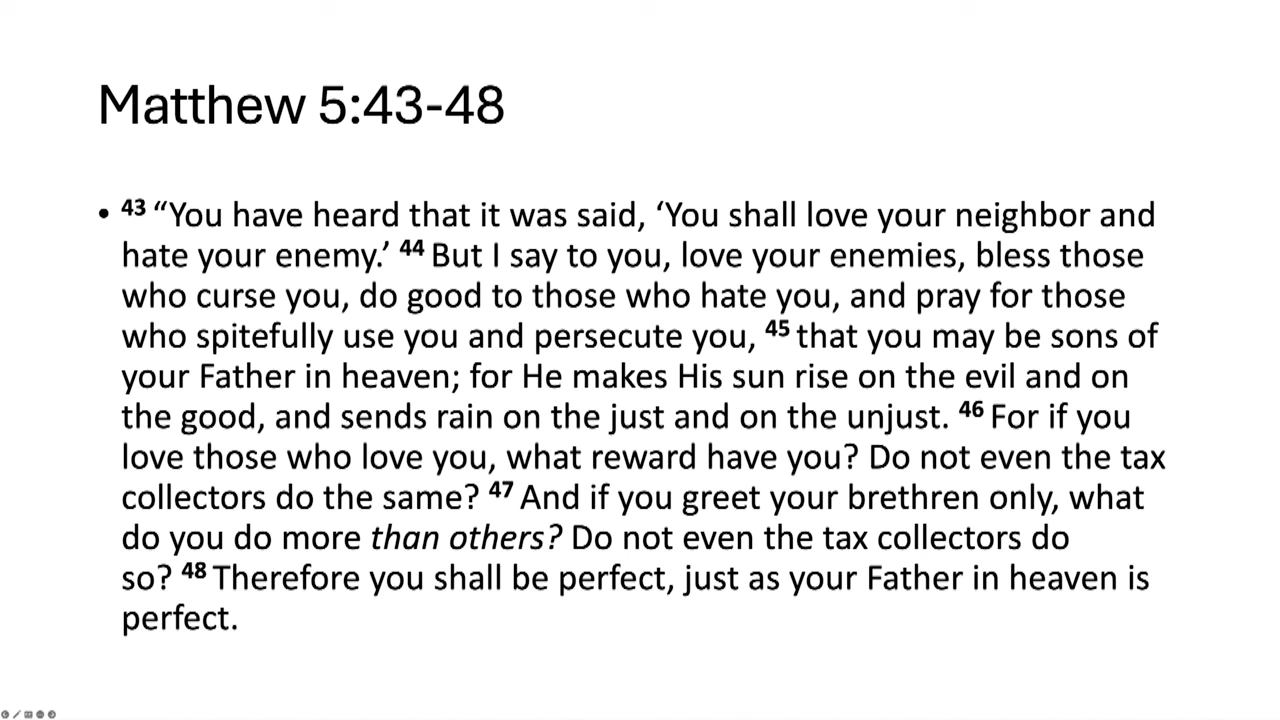 Matthew 5:43-48
• 43 “You have heard that it was said, ‘You shall love your neighbor and
hate your enemy.’ 44 But I say to you, love your enemies, bless those
who curse you, do good to those who hate you, and pray for those
who spitefully use you and persecute you, 45 that you may be sons of
your Father in heaven; for He makes His sun rise on the evil and on
the good, and sends rain on the just and on the unjust. 46 For if you
love those who love you, what reward have you? Do not even the tax
collectors do the same? 47 And if you greet your brethren only, what
do you do more than others? Do not even the tax collectors do
so? 48 Therefore you shall be perfect, just as your Father in heaven is
perfect.